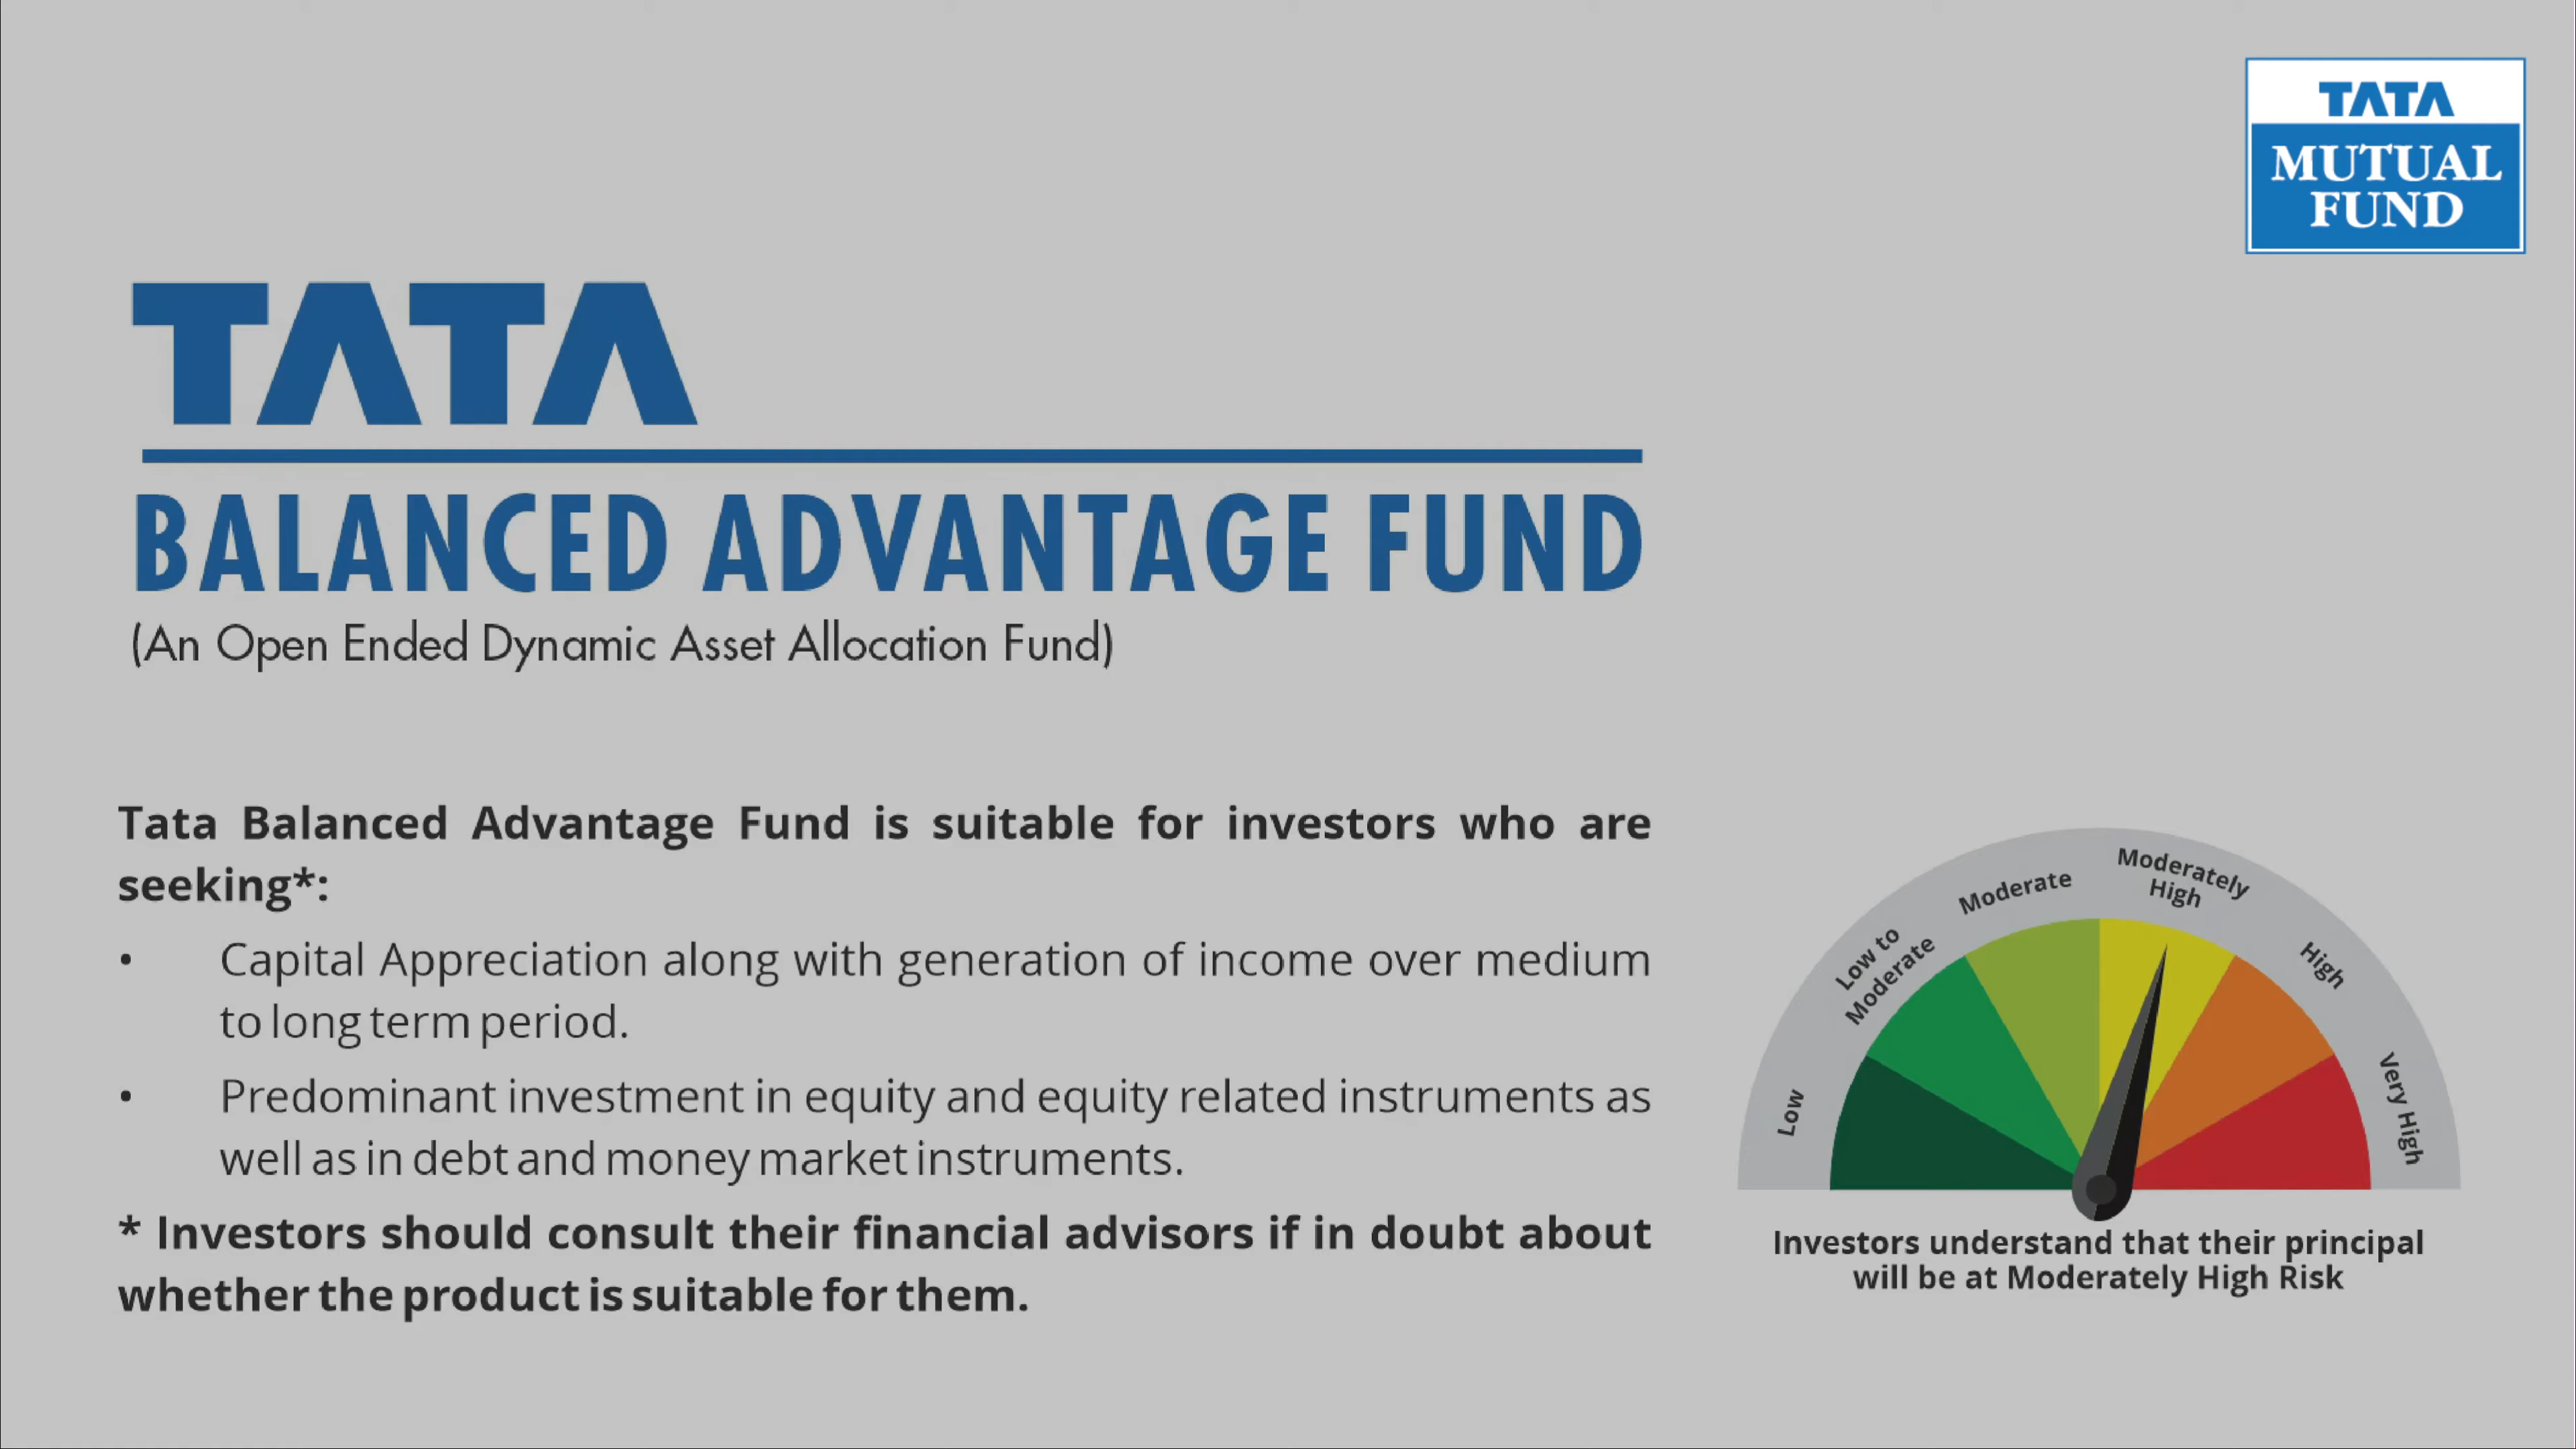 TATA
MUTUAL
FUND
TATA
BALANCED ADVANTAGE FUND
(An Open Ended Dynamic Asset Allocation Fund)
Tata Balanced Advantage Fund is suitable for investors who are
seeking*:
• Capital Appreciation along with generation of income over medium
to long term period.
• Predominant investment in equity and equity related instruments as
well as in debt and money market instruments.
* Investors should consult their financial advisors if in doubt about
whether the product is suitable for them.
Low
Low to
Moderate
Moderate
Moderately
High
High
Very High
Investors understand that their principal
will be at Moderately High Risk